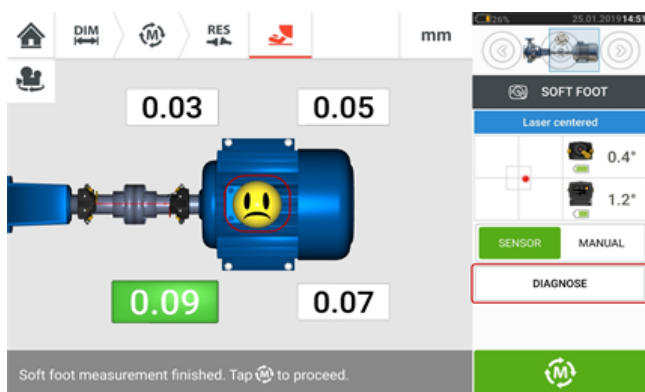 DIM
M
RES
mm
26%
25.01.2019 14:51
SOFT FOOT
Laser centered
0.03
0.05
0.4°
1.2°
SENSOR
MANUAL
DIAGNOSE
0.09
0.07
Soft foot measurement finished. Tap M to proceed.
M